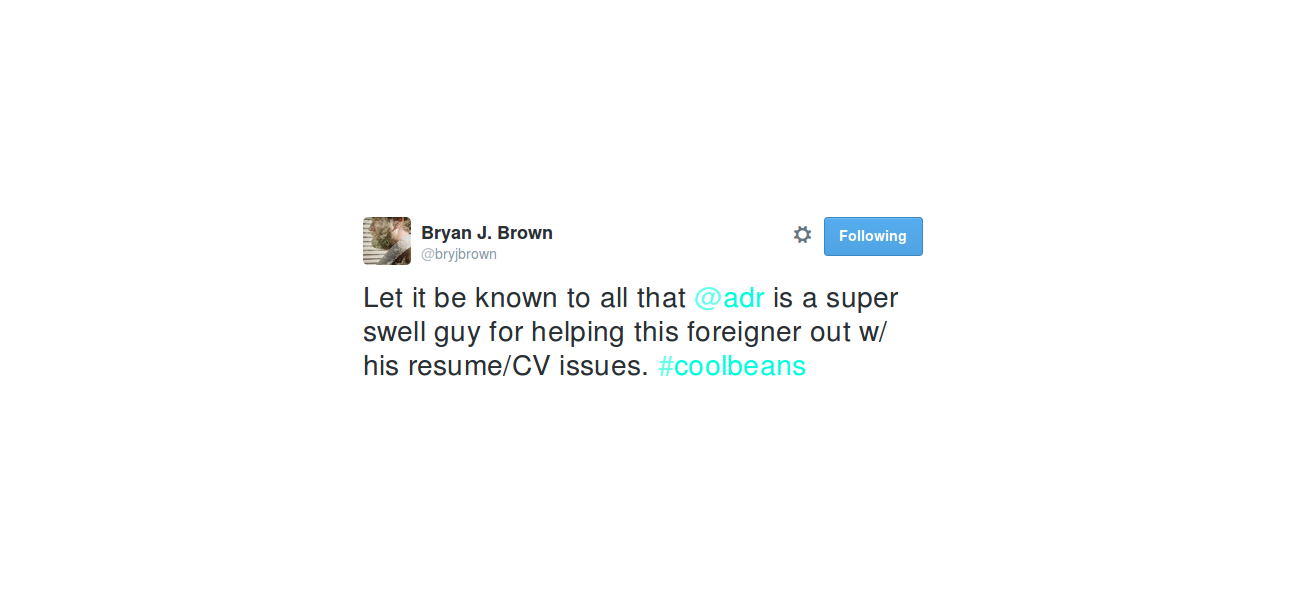 Bryan J. Brown
@bryjbrown
Following
Let it be known to all that @adr is a super
swell guy for helping this foreigner out w/
his resume/CV issues. #coolbeans